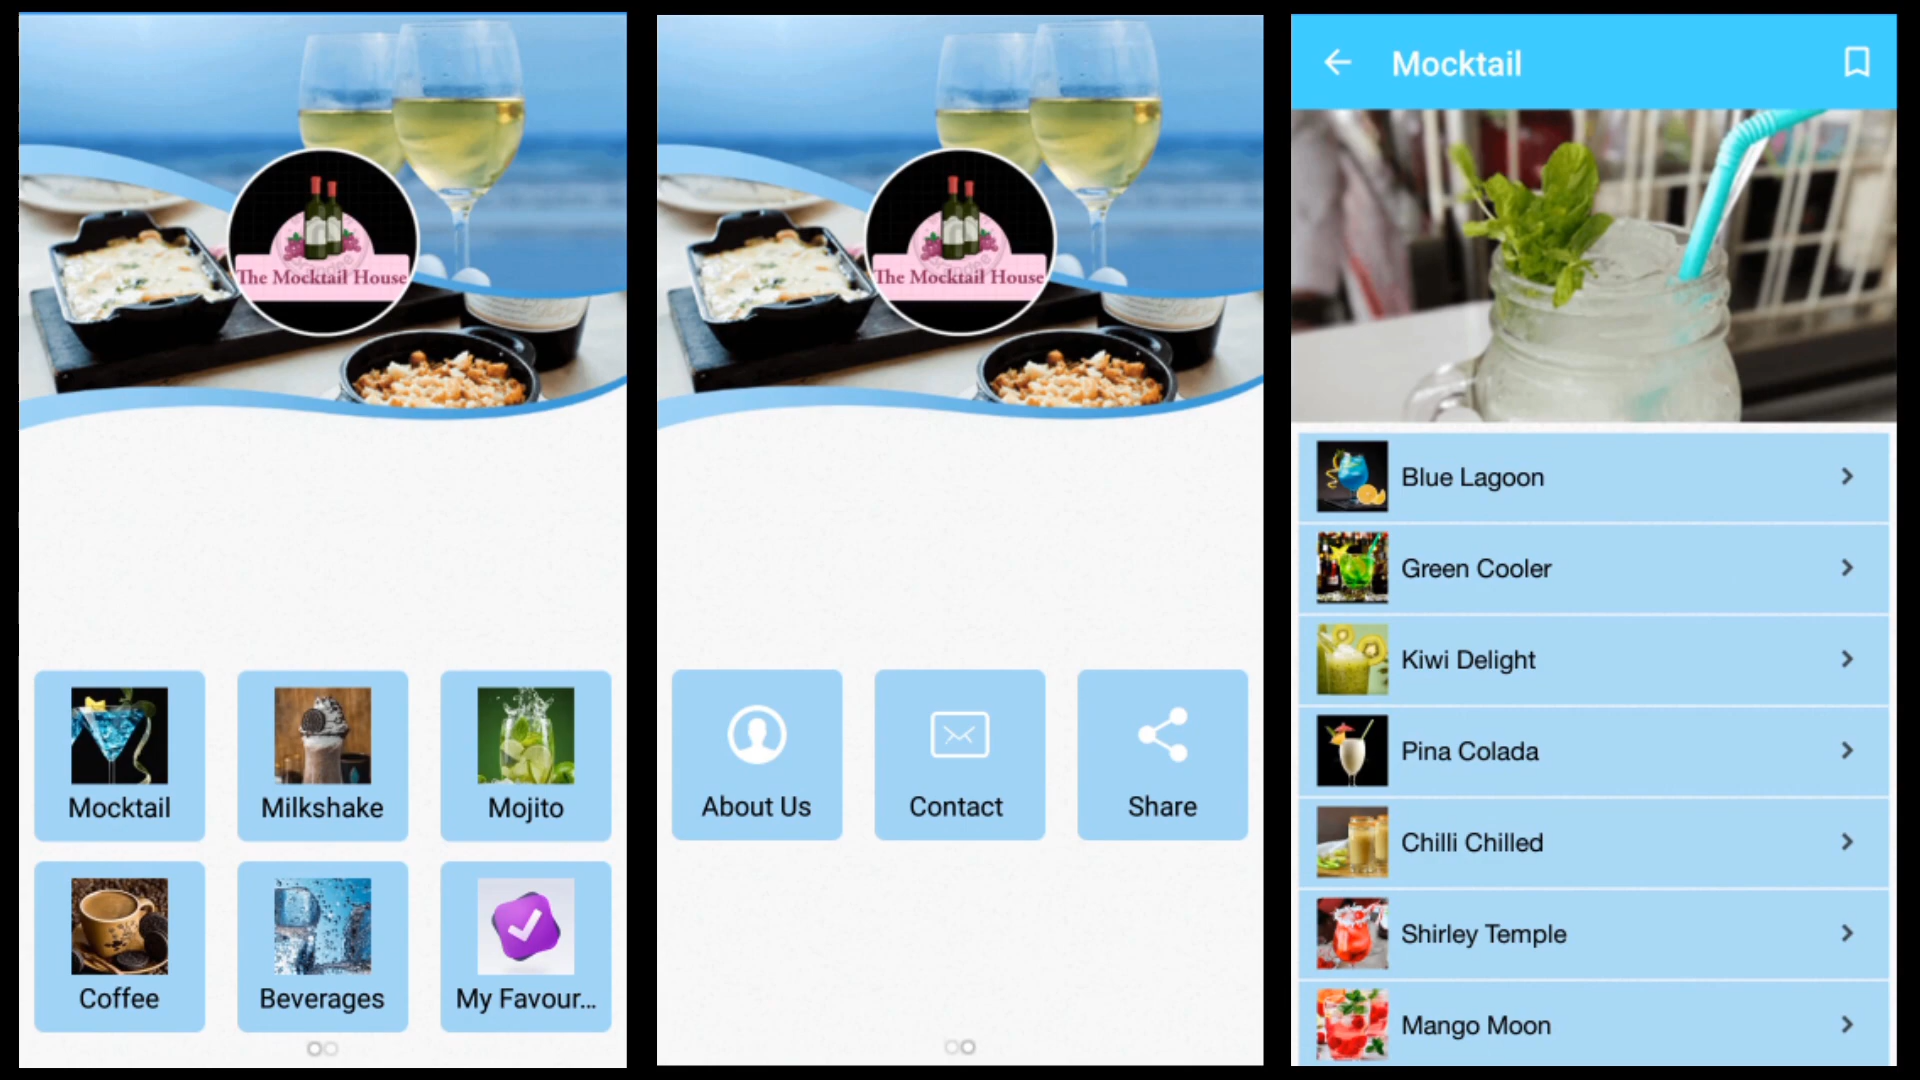 The Mocktail House
Mocktail
Milkshake
Mojito
Coffee
Beverages
My Favour...
The Mocktail House
About Us
Contact
Share
Mocktail
Blue Lagoon
Green Cooler
Kiwi Delight
Pina Colada
Chilli Chilled
Shirley Temple
Mango Moon